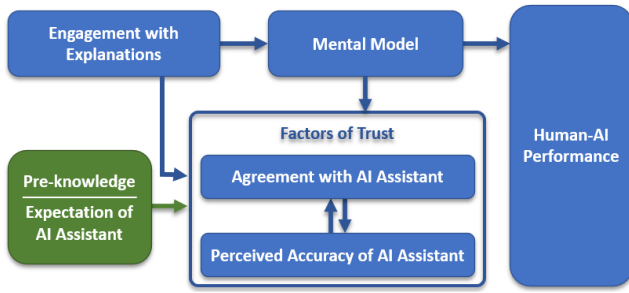 Engagement with
Explanations
Mental Model
Human-AI
Performance
Factors of Trust
Agreement with AI Assistant
Perceived Accuracy of AI Assistant
Pre-knowledge
Expectation of
AI Assistant